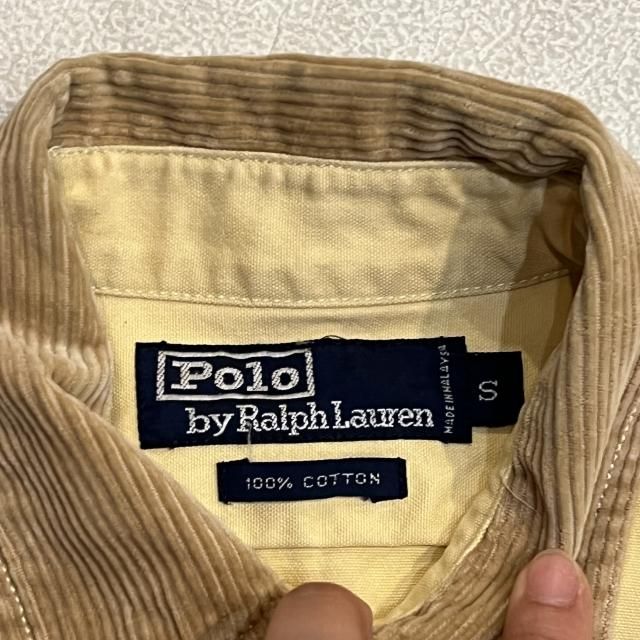 Polo
by Ralph Lauren
MADE IN MALAYSIA
S
100% COTTON